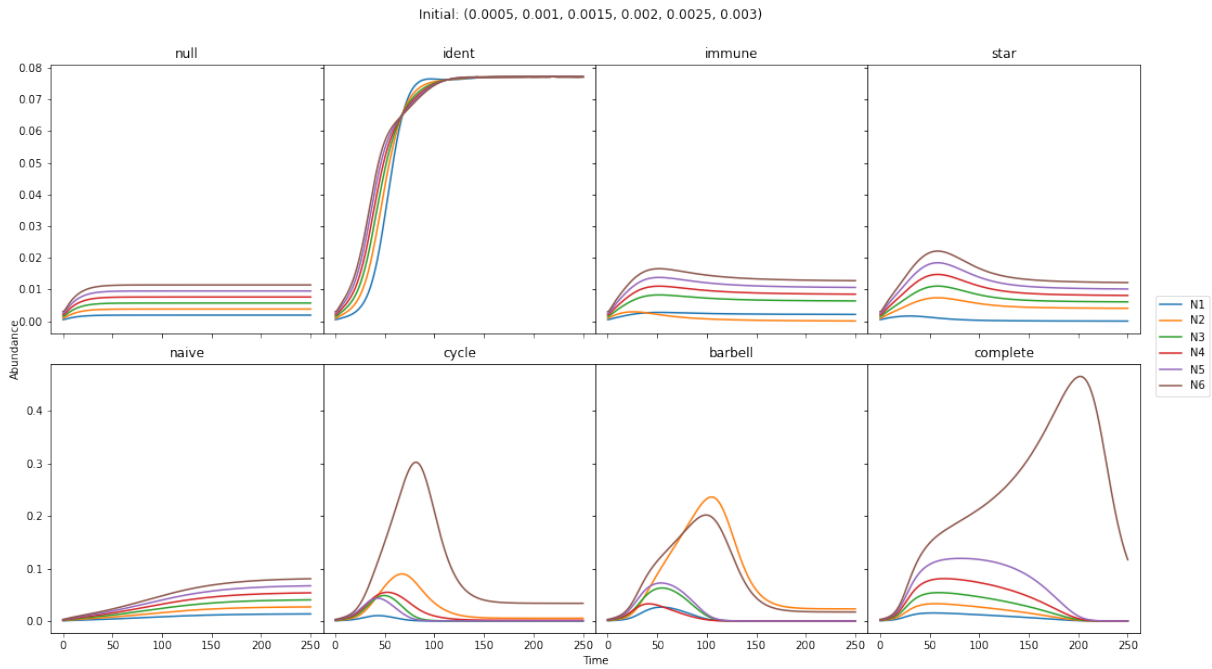 Initial: (0.0005, 0.001, 0.0015, 0.002, 0.0025, 0.003)
null
ident
immune
star
0.08
0.07
0.06
0.05
0.04
0.03
0.02
0.01
0.00
naive
cycle
barbell
complete
0.4
0.3
0.2
0.1
0.0
Abundance
0 50 100 150 200 250
0 50 100 150 200 250
0 50 100 150 200 250
0 50 100 150 200 250
Time
N1
N2
N3
N4
N5
N6